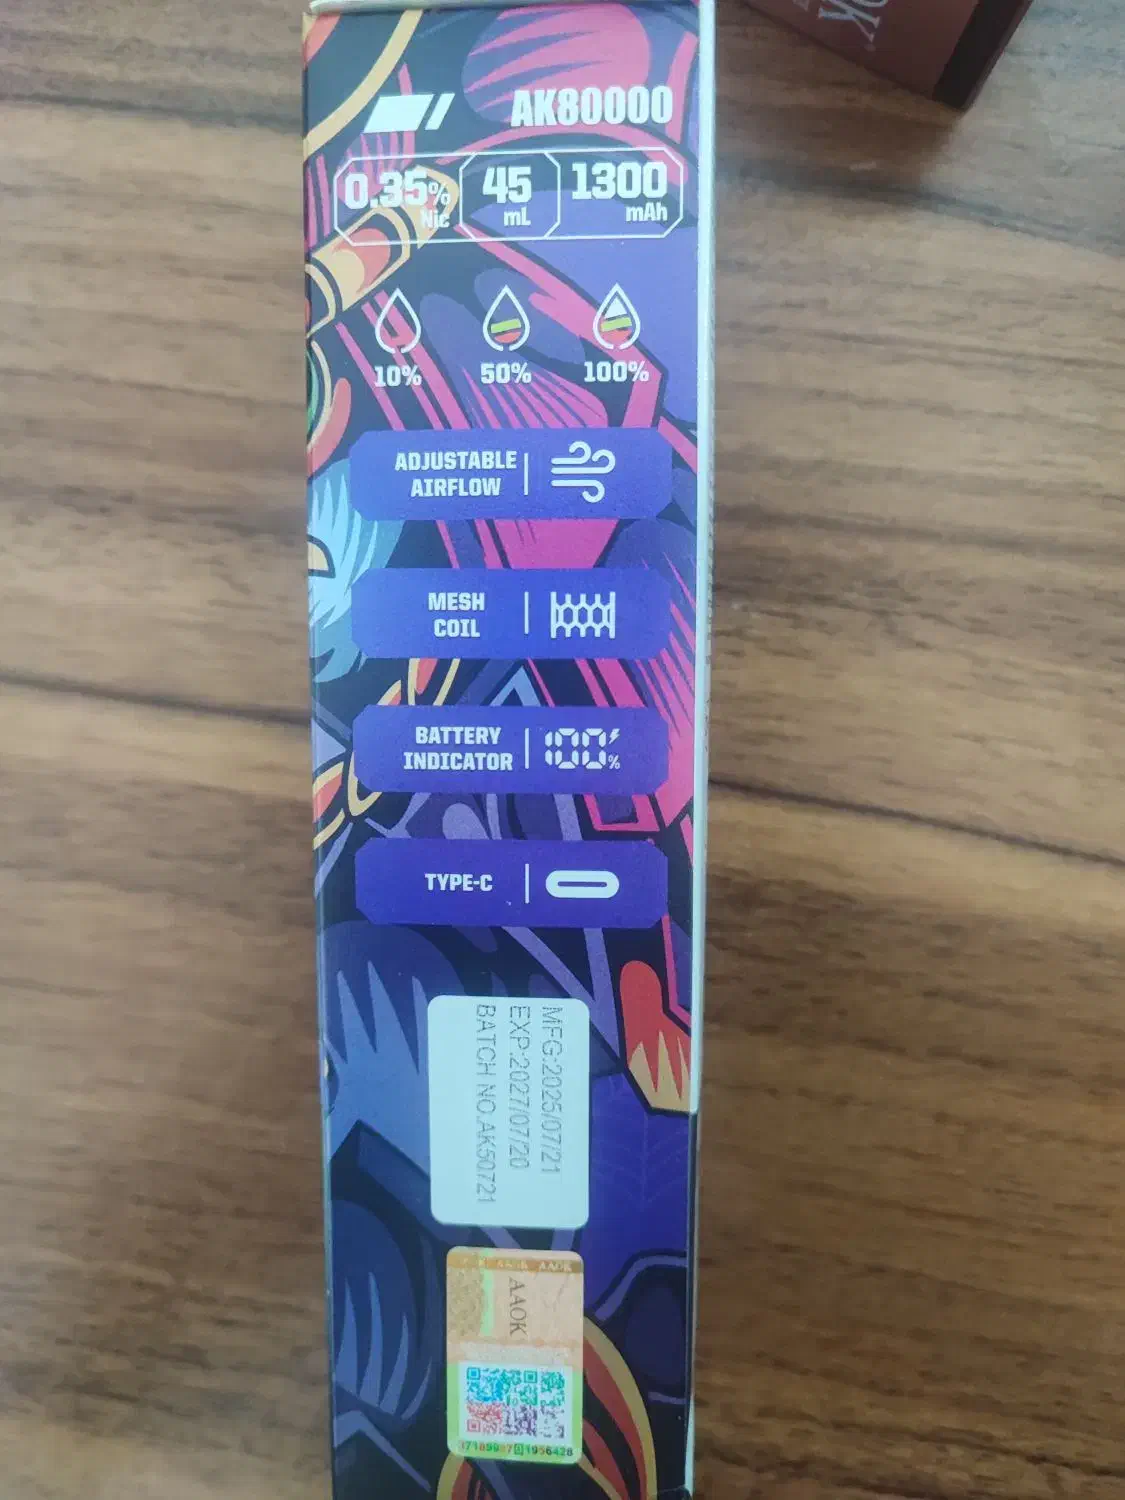 AK80000
0.35% Nic
45 mL
1300 mAh
10%
50%
100%
ADJUSTABLE
AIRFLOW
MESH
COIL
BATTERY
INDICATOR
100%
TYPE-C
MFG:2025/07/21
EXP:2027/07/20
BATCH NO.AK50721
AAOK
AAOK